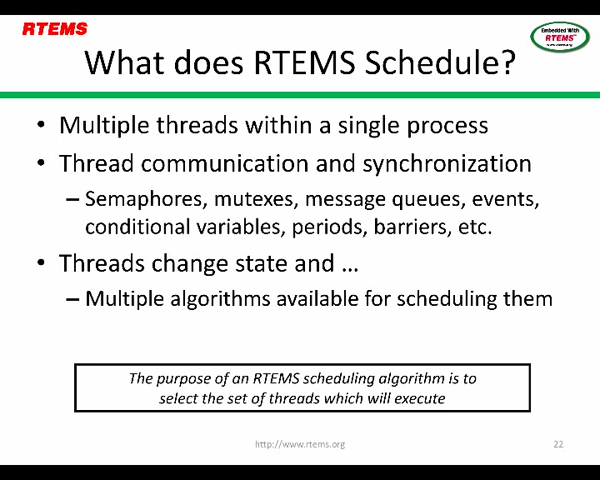 RTEMS
Embedded With
RTEMS
www.rtems.org
What does RTEMS Schedule?
• Multiple threads within a single process
• Thread communication and synchronization
– Semaphores, mutexes, message queues, events,
conditional variables, periods, barriers, etc.
• Threads change state and …
– Multiple algorithms available for scheduling them
The purpose of an RTEMS scheduling algorithm is to
select the set of threads which will execute
http://www.rtems.org
22